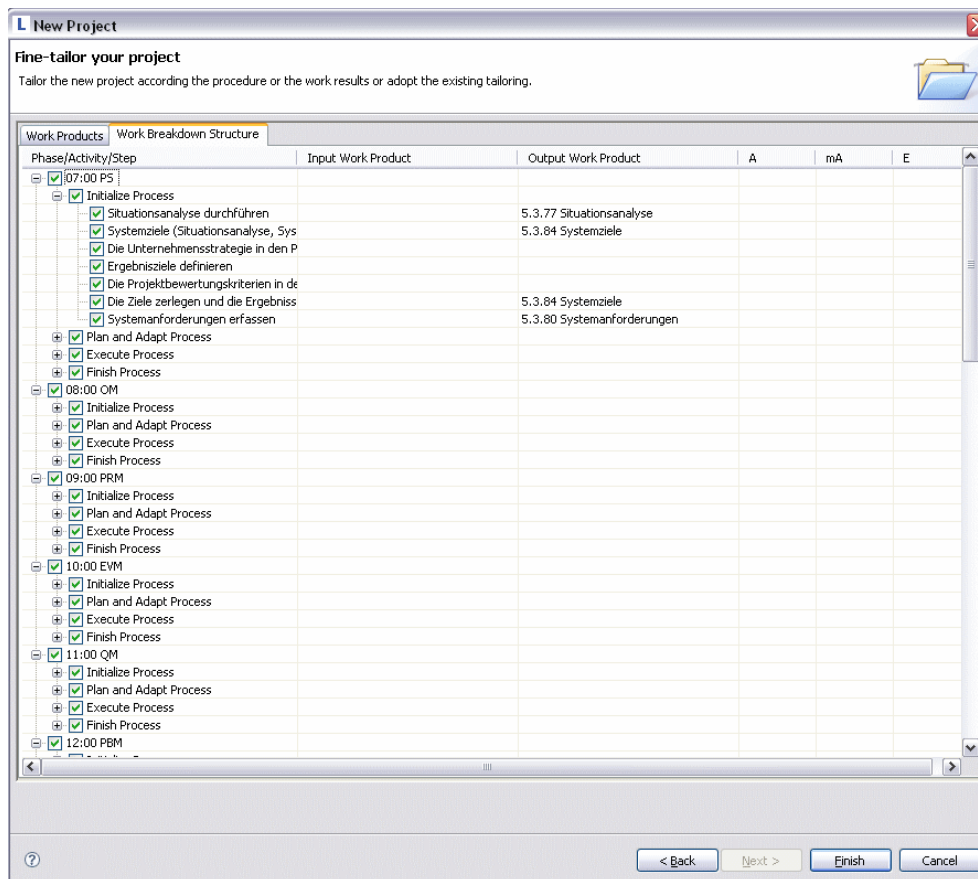 L New Project
Fine-tailor your project
Tailor the new project according the procedure or the work results or adopt the existing tailoring.
Work Products Work Breakdown Structure
Phase/Activity/Step Input Work Product Output Work Product A mA E
07:00 PS
Initialize Process
Situationsanalyse durchführen 5.3.77 Situationsanalyse
Systemziele (Situationsanalyse, Sys 5.3.84 Systemziele
Die Unternehmensstrategie in den P
Ergebnisziele definieren
Die Projektbewertungskriterien in de
Die Ziele zerlegen und die Ergebniss 5.3.84 Systemziele
Systemanforderungen erfassen 5.3.80 Systemanforderungen
Plan and Adapt Process
Execute Process
Finish Process
08:00 OM
Initialize Process
Plan and Adapt Process
Execute Process
Finish Process
09:00 PRM
Initialize Process
Plan and Adapt Process
Execute Process
Finish Process
10:00 EVM
Initialize Process
Plan and Adapt Process
Execute Process
Finish Process
11:00 QM
Initialize Process
Plan and Adapt Process
Execute Process
Finish Process
12:00 PBM
< Back Next > Finish Cancel